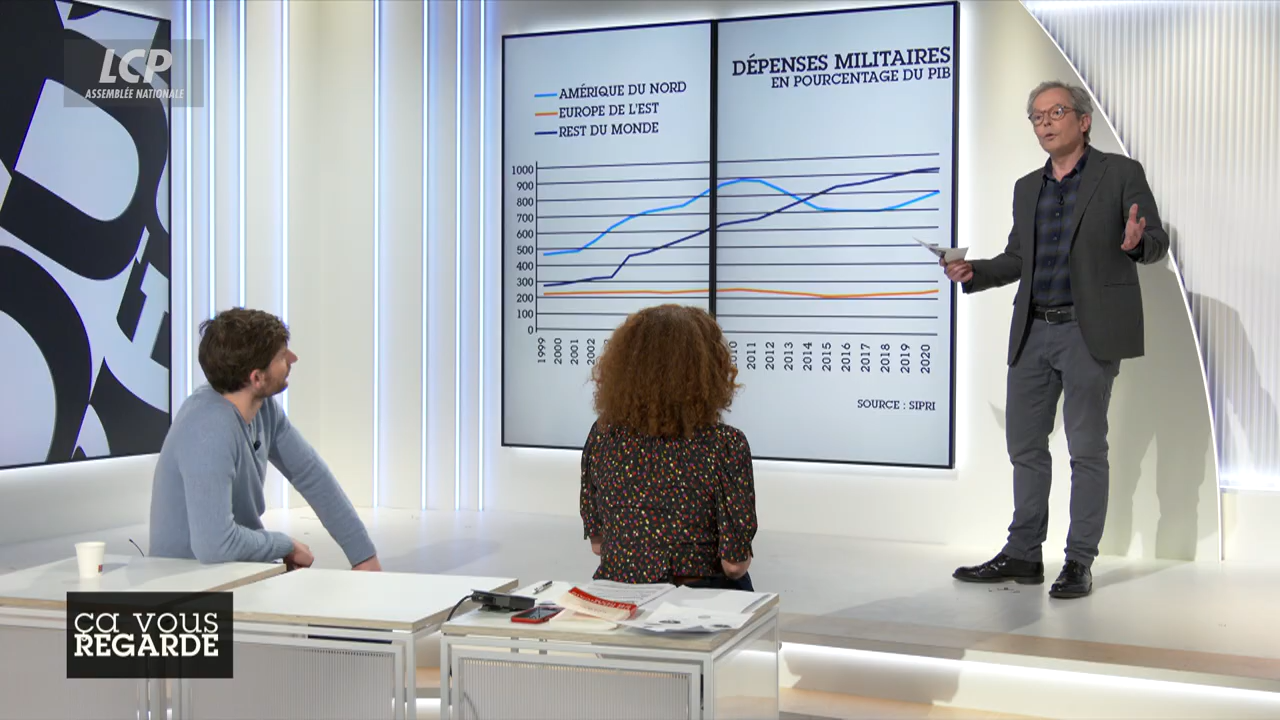 LCP
ASSEMBLÉE NATIONALE
DÉPENSES MILITAIRES
EN POURCENTAGE DU PIB
AMÉRIQUE DU NORD
EUROPE DE L'EST
REST DU MONDE
1000
900
800
700
600
500
400
300
200
100
0
1999
2000
2001
2002
2011
2012
2013
2014
2015
2016
2017
2018
2019
2020
SOURCE : SIPRI
ça vous
REGARDE